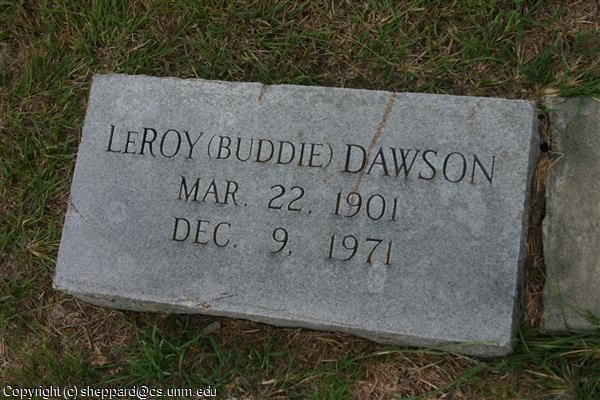 LEROY (BUDDIE) DAWSON
MAR. 22, 1901
DEC. 9, 1971
Copyright (c) sheppard@cs.unm.edu